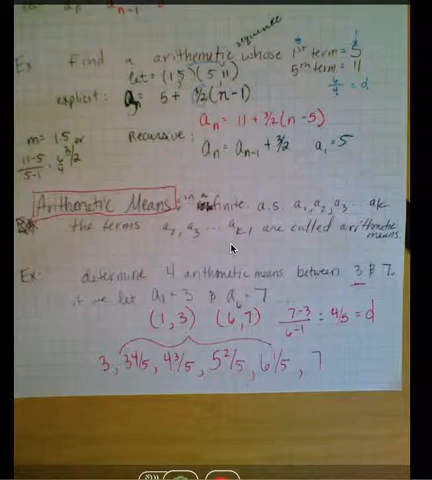 Ex Find a arithemetic sequence whose 1st term = 5
let = (1,5) (5,11) 5th term = 11
explicit: an = 5 + 3/2(n-1) 6/4 = d
an = 11 + 3/2(n-5)
m = 1.5 or 3/2 Recursive:
11-5/5-1 = 6/4 an = an-1 + 3/2 a1 = 5
Arithmetic Means: in a finite a.s. a1, a2, a3 ... ak
the terms a2, a3 ... ak-1 are called arithmetic means.
Ex: determine 4 arithmetic means between 3 & 7.
if we let a1 = 3 & a6 = 7
(1,3) (6,7) 7-3/6-1 = 4/5 = d
3, 3 4/5, 4 3/5, 5 2/5, 6 1/5, 7